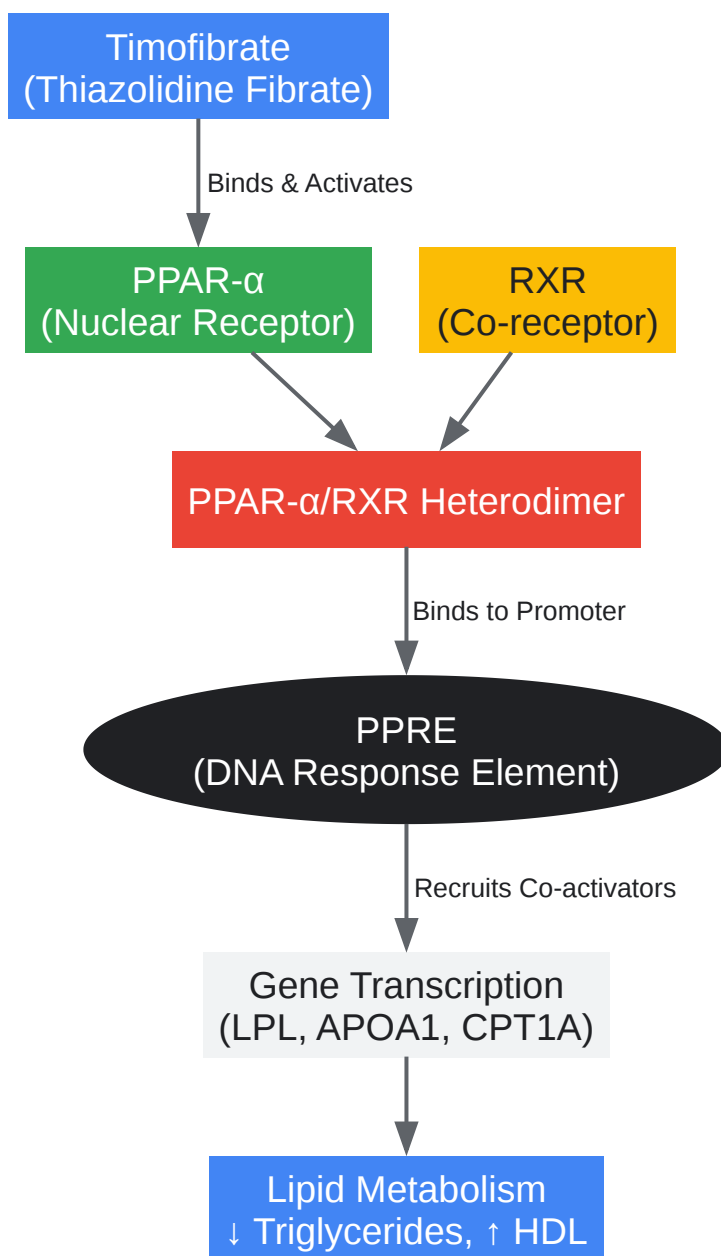 Timofibrate
(Thiazolidine Fibrate)
Binds & Activates
PPAR-α
(Nuclear Receptor)
RXR
(Co-receptor)
PPAR-α/RXR Heterodimer
Binds to Promoter
PPRE
(DNA Response Element)
Recruits Co-activators
Gene Transcription
(LPL, APOA1, CPT1A)
Lipid Metabolism
↓ Triglycerides, ↑ HDL